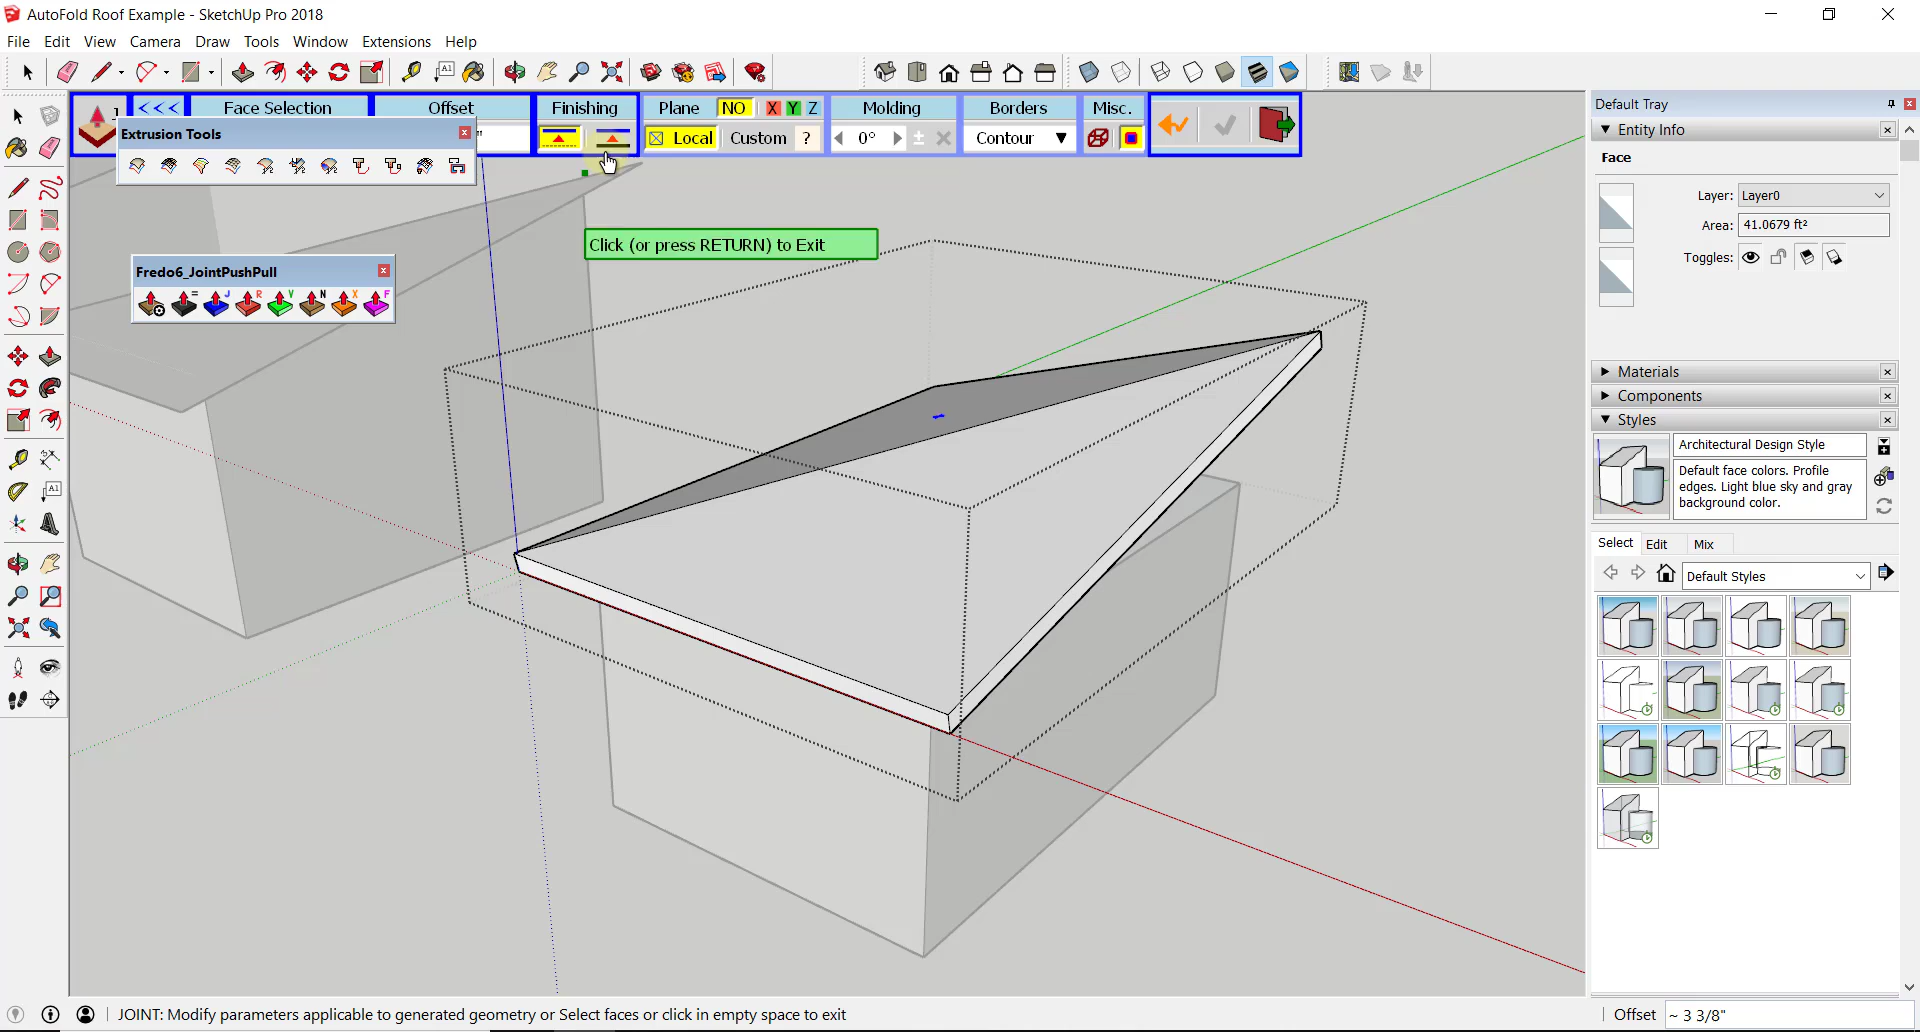 AutoFold Roof Example - SketchUp Pro 2018
File Edit View Camera Draw Tools Window Extensions Help
<<< Face Selection Offset Finishing Plane NO X Y Z Molding Borders Misc.
" Local Custom ? 0° Contour ▼
Extrusion Tools
Click (or press RETURN) to Exit
Fredo6_JointPushPull
= J R V N X F
Default Tray
Entity Info
Face
Layer: Layer0
Area: 41.0679 ft²
Toggles:
Materials
Components
Styles
Architectural Design Style
Default face colors. Profile
edges. Light blue sky and gray
background color.
Select Edit Mix
Default Styles
JOINT: Modify parameters applicable to generated geometry or Select faces or click in empty space to exit
Offset ~ 3 3/8"